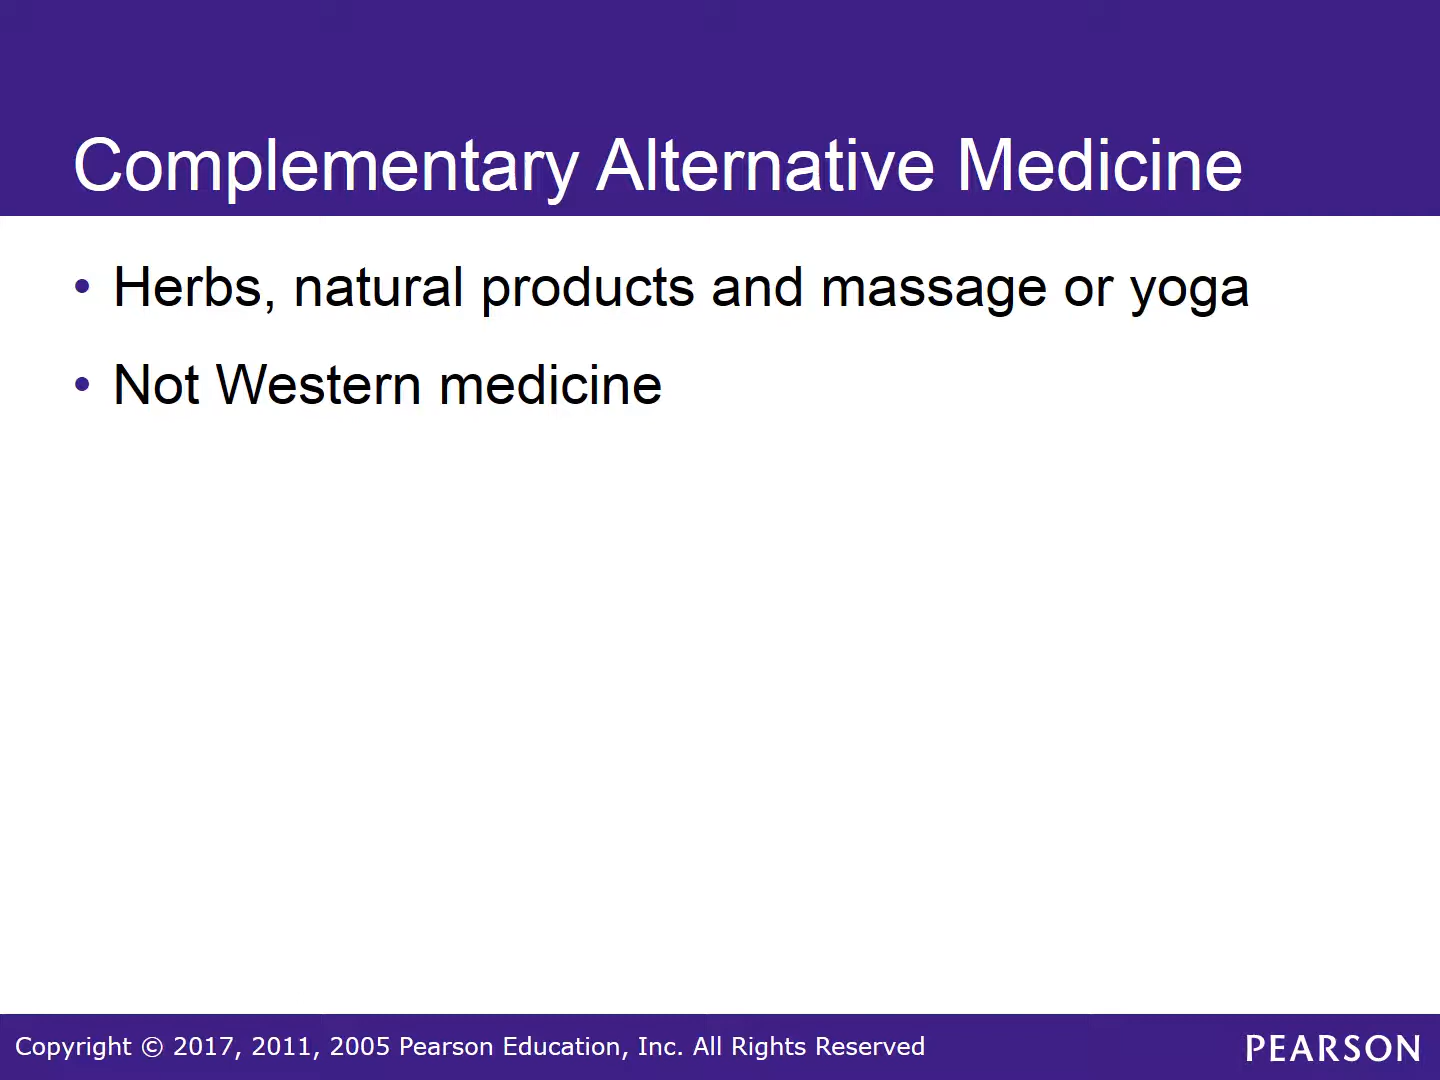 Complementary Alternative Medicine
• Herbs, natural products and massage or yoga
• Not Western medicine
Copyright © 2017, 2011, 2005 Pearson Education, Inc. All Rights Reserved
PEARSON